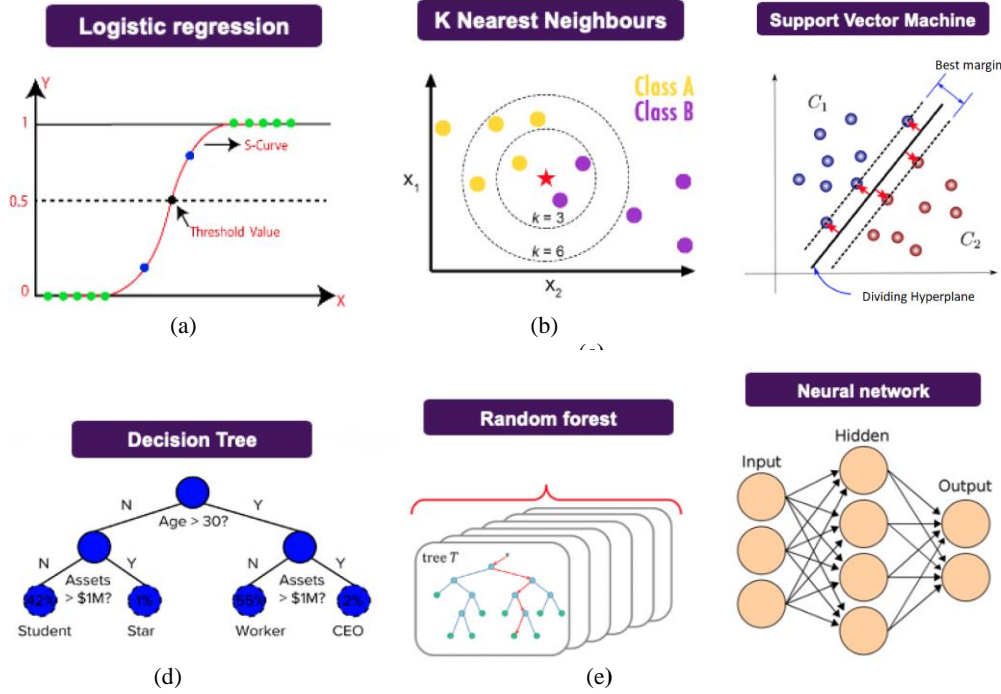 Logistic regression
Y
1
S-Curve
0.5
Threshold Value
0
X
(a)
K Nearest Neighbours
Class A
Class B
X1
k = 3
k = 6
X2
(b)
Support Vector Machine
Best margin
C1
C2
Dividing Hyperplane
Decision Tree
N Y
Age > 30?
N Y N Y
Assets > $1M? Assets > $1M?
42% 1% 55% 2%
Student Star Worker CEO
(d)
Random forest
tree T
(e)
Neural network
Hidden
Input
Output